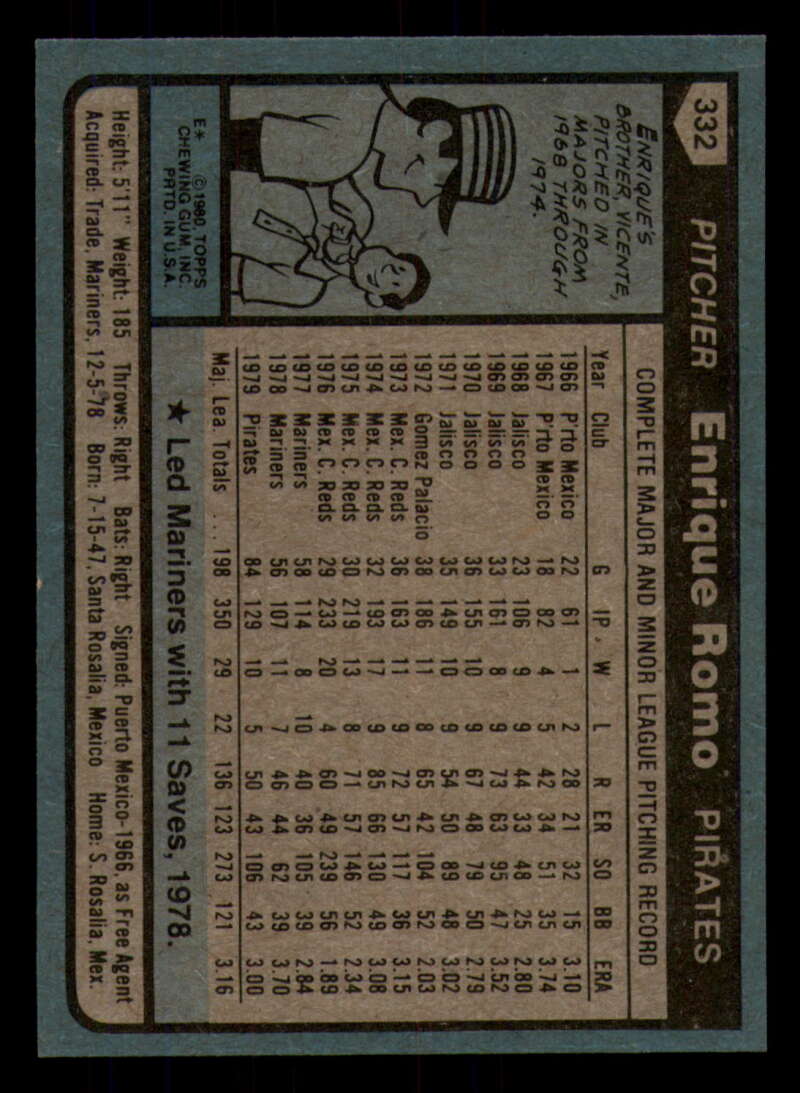 332 PITCHER Enrique Romo PIRATES
ENRIQUE'S
BROTHER, VICENTE,
PITCHED IN
MAJORS FROM
1968 THROUGH
1974.
COMPLETE MAJOR AND MINOR LEAGUE PITCHING RECORD
Year Club G IP. W L R ER SO BB ERA
1966 P'rto Mexico 22 61 1 2 28 21 32 15 3.10
1967 P'rto Mexico 18 82 4 5 42 34 51 35 3.74
1968 Jalisco 23 106 9 9 44 33 48 25 2.80
1969 Jalisco 33 161 8 9 73 63 95 47 3.52
1970 Jalisco 36 155 10 9 67 48 79 50 2.79
1971 Jalisco 35 149 10 9 54 50 89 48 3.02
1972 Gomez Palacio 38 186 11 8 65 42 104 52 2.03
1973 Mex. C. Reds 36 163 11 9 72 57 117 36 3.15
1974 Mex. C. Reds 32 193 17 9 85 66 130 49 3.08
1975 Mex. C. Reds 30 219 13 8 71 57 146 52 2.34
1976 Mex. C. Reds 29 233 20 4 60 49 239 56 1.89
1977 Mariners 58 114 8 10 40 36 105 39 2.84
1978 Mariners 56 107 11 7 46 44 62 39 3.70
1979 Pirates 84 129 10 5 50 43 106 43 3.00
Maj. Lea Totals ... 198 350 29 22 136 123 273 121 3.16
★ Led Mariners with 11 Saves, 1978.
E* © 1980 TOPPS
CHEWING GUM, INC.
PRTD. IN U.S.A.
Height: 5'11" Weight: 185 Throws: Right Bats: Right Signed: Puerto Mexico-1966, as Free Agent
Acquired: Trade, Mariners, 12-5-78 Born: 7-15-47, Santa Rosalia, Mexico Home: S. Rosalia, Mex.